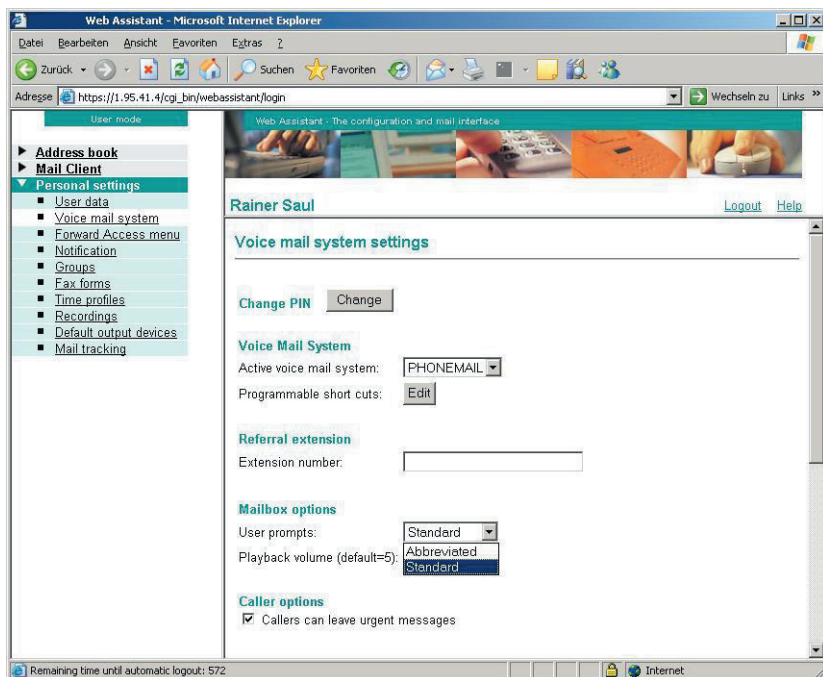 Web Assistant - Microsoft Internet Explorer
Datei Bearbeiten Ansicht Favoriten Extras ?
Zurück Suchen Favoriten
Adresse https://1.95.41.4/cgi_bin/webassistant/login Wechseln zu Links »
User mode
Web Assistant - The configuration and mail interface
Address book
Mail Client
Personal settings
User data
Voice mail system
Forward Access menu
Notification
Groups
Fax forms
Time profiles
Recordings
Default output devices
Mail tracking
Rainer Saul Logout Help
Voice mail system settings
Change PIN Change
Voice Mail System
Active voice mail system: PHONEMAIL
Programmable short cuts: Edit
Referral extension
Extension number:
Mailbox options
User prompts: Standard
Abbreviated
Playback volume (default=5):
Standard
Caller options
Callers can leave urgent messages
Remaining time until automatic logout: 572 Internet